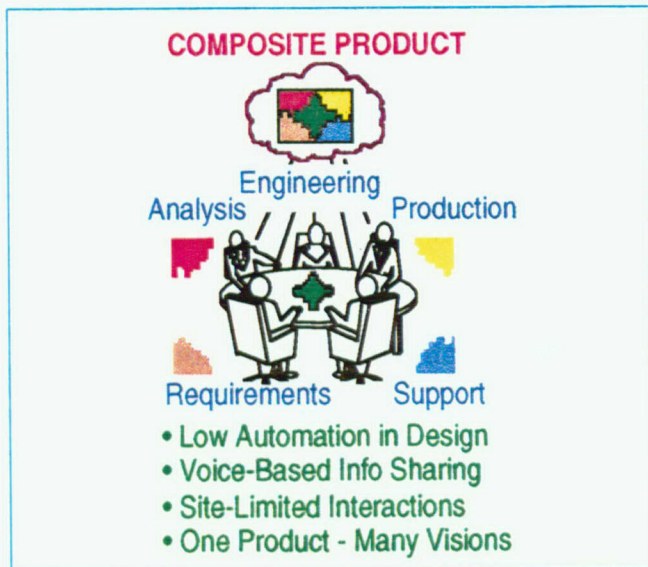 COMPOSITE PRODUCT
Engineering
Analysis
Production
Requirements
Support
• Low Automation in Design
• Voice-Based Info Sharing
• Site-Limited Interactions
• One Product - Many Visions